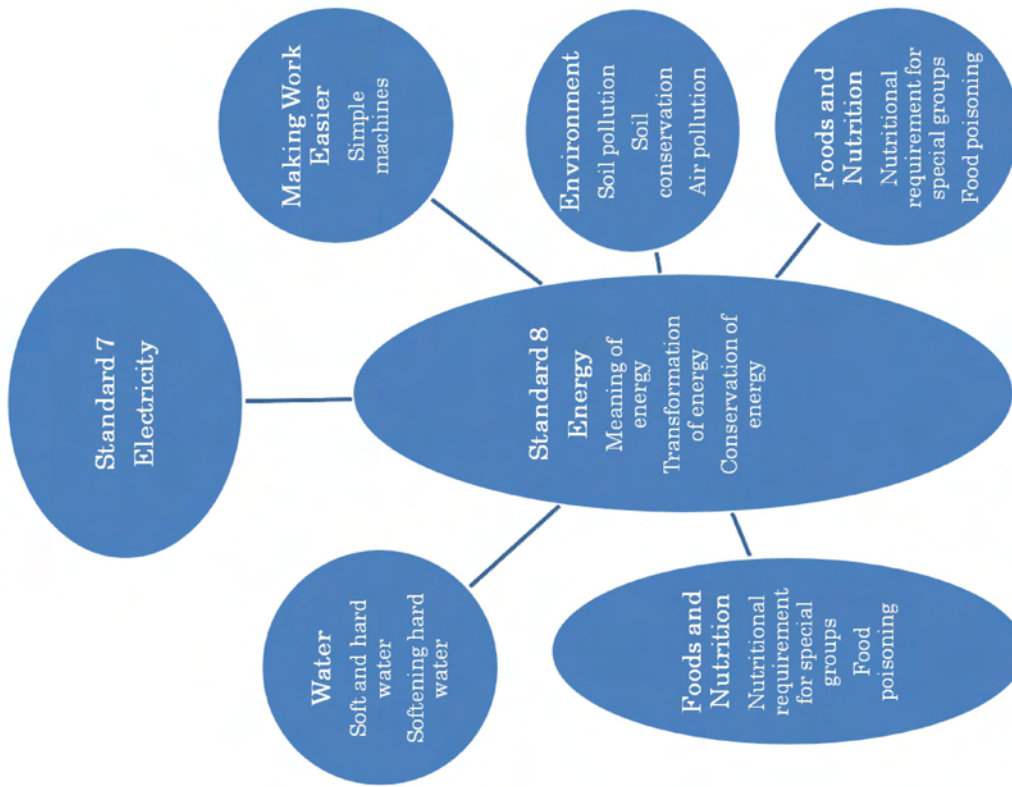 Standard 7
Electricity
Water
Soft and hard
water
Softening hard
water
Making Work
Easier
Simple
machines
Standard 8
Energy
Meaning of
energy
Transformation
of energy
Conservation of
energy
Environment
Soil pollution
Soil
conservation
Air pollution
Foods and
Nutrition
Nutritional
requirement
for special
groups
Food
poisoning
Foods and
Nutrition
Nutritional
requirement for
special groups
Food poisoning